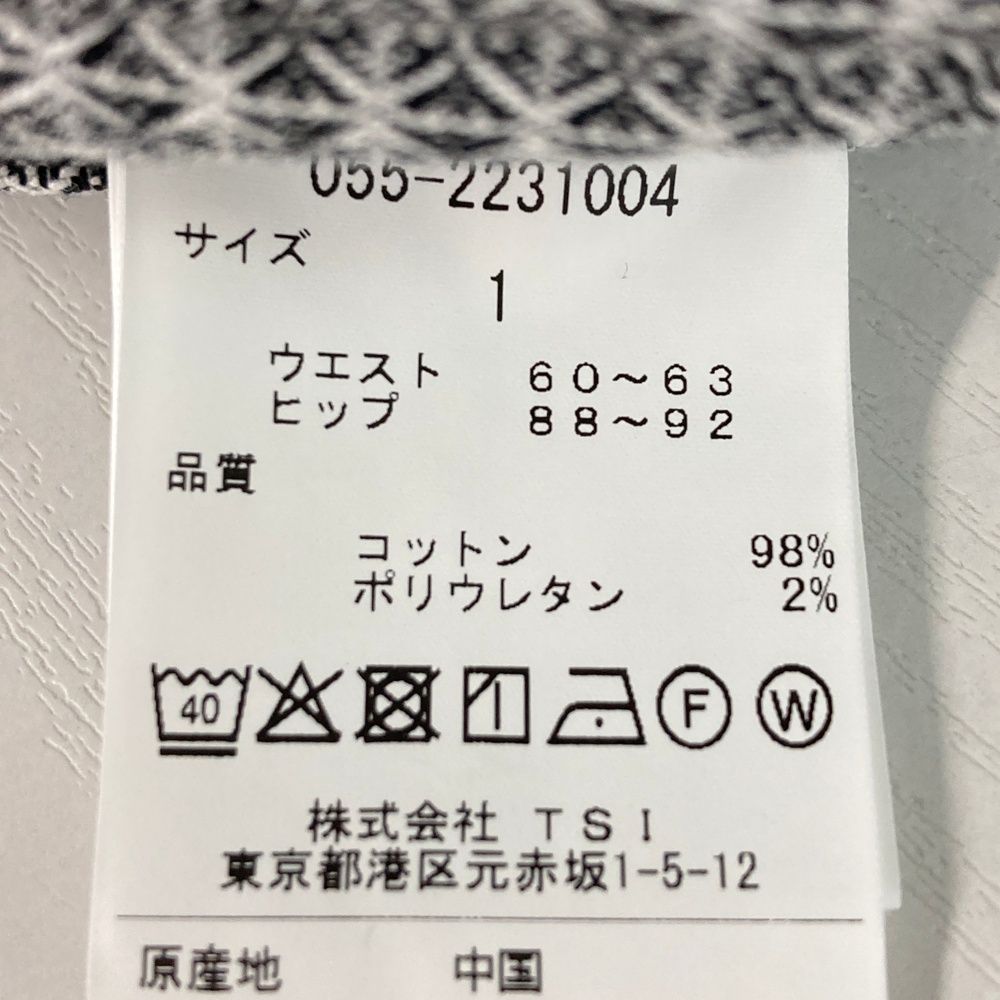 055-2231004
サイズ
1
ウエスト 60～63
ヒップ 88～92
品質
コットン 98%
ポリウレタン 2%
40 F W
株式会社 TSI
東京都港区元赤坂1-5-12
原産地 中国